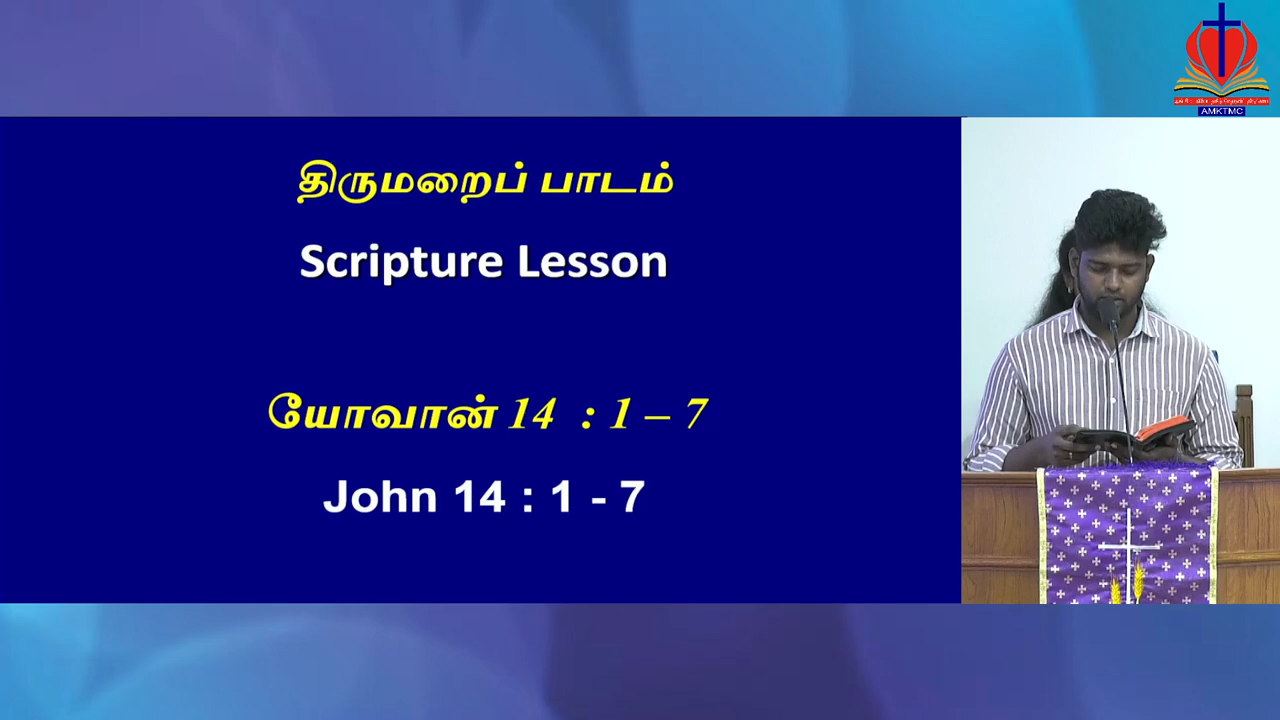 திருமறைப் பாடம்
Scripture Lesson
யோவான் 14 : 1 – 7
John 14 : 1 - 7
AMKTMC